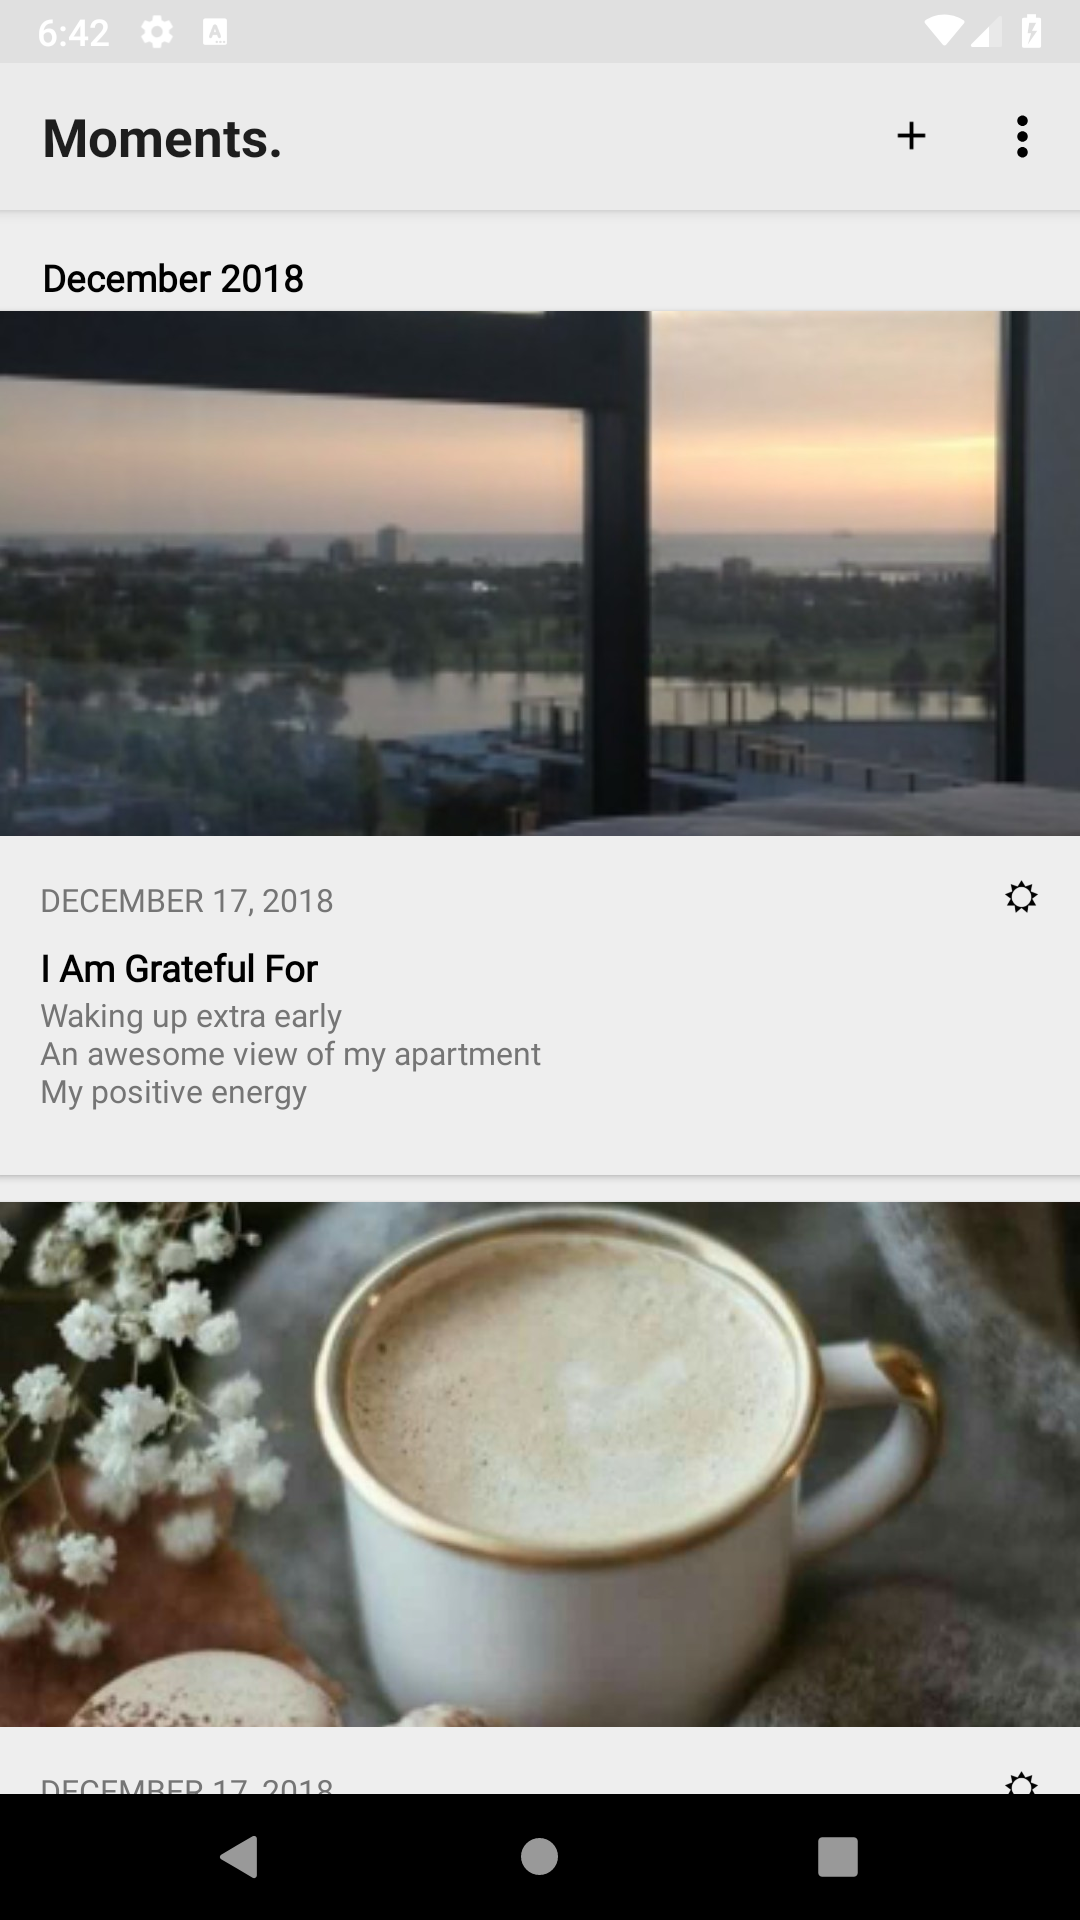 6:42
Moments.
December 2018
DECEMBER 17, 2018
I Am Grateful For
Waking up extra early
An awesome view of my apartment
My positive energy
DECEMBER 17, 2018